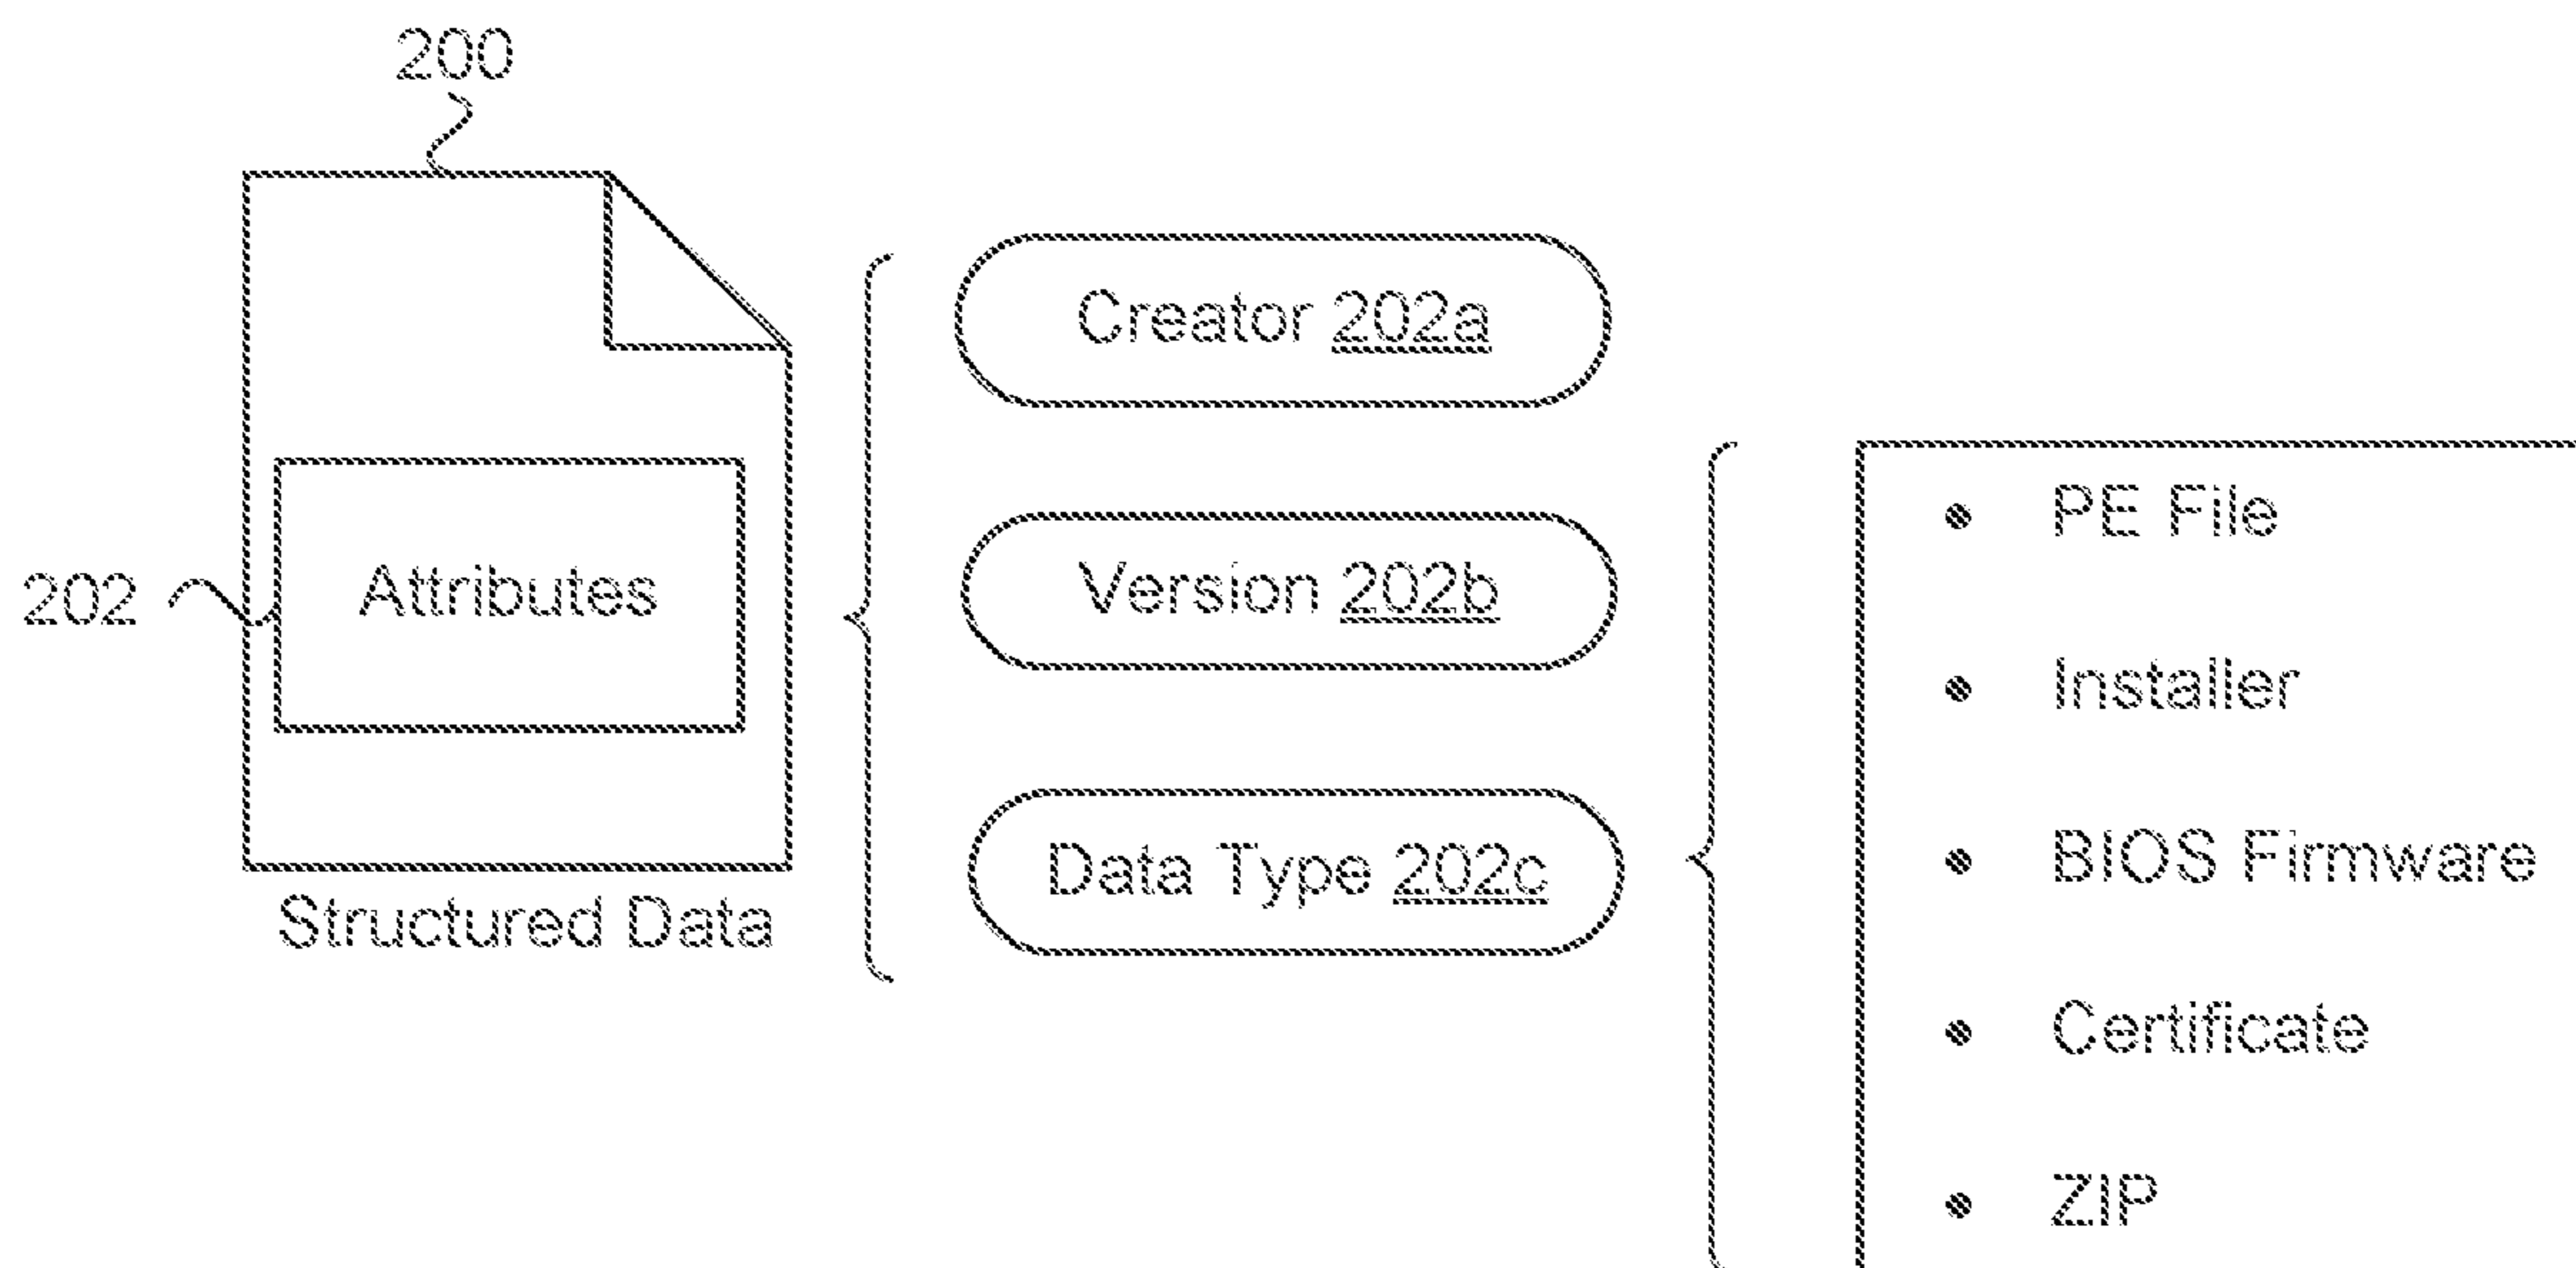 200
202
Attributes
Structured Data
Creator 202a
Version 202b
Data Type 202c
• PE File
• Installer
• BIOS Firmware
• Certificate
• ZIP